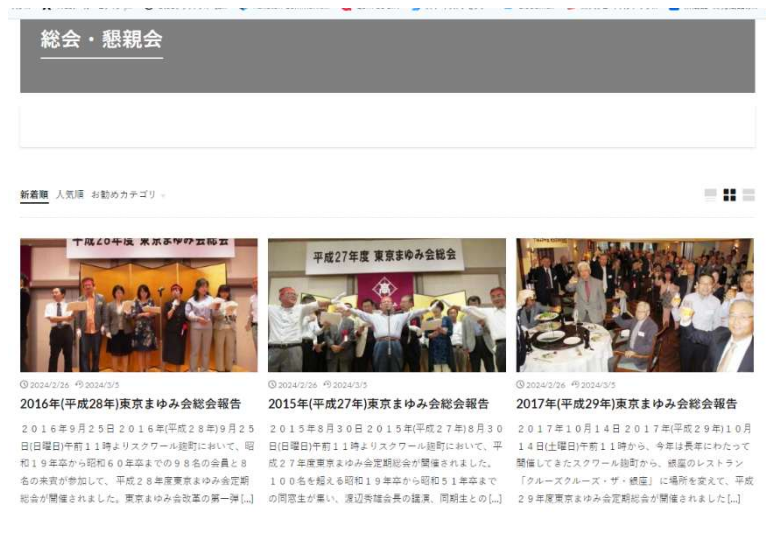 総会・懇親会
新着順 人気順 お勧めカテゴリ
平成28年度 東京まゆみ会総会
平成27年度 東京まゆみ会総会
2024/2/26 2024/3/5
2016年(平成28年)東京まゆみ会総会報告
２０１６年９月２５日 ２０１６年(平成２８年)９月２５
日(日曜日)午前１１時よりスクワール麹町において、昭
和１９年卒から昭和６０年卒までの９８名の会員と８
名の来賓が参加して、 平成２８年度東京まゆみ会定期
総会が開催されました。東京まゆみ会改革の第一弾 [...]
2024/2/26 2024/3/5
2015年(平成27年)東京まゆみ会総会報告
２０１５年８月３０日 ２０１５年(平成２７年)８月３０
日(日曜日)午前１１時よりスクワール麹町において、平
成２７年度東京まゆみ会定期総会が開催されました。
１００名を超える昭和１９年卒から昭和５１年卒まで
の同窓生が集い、渡辺秀雄会長の講演、同期生との [...]
2024/2/26 2024/3/5
2017年(平成29年)東京まゆみ会総会報告
２０１７年１０月１４日 ２０１７年(平成２９年)１０月
１４日(土曜日)午前１１時から、今年は長年にわたって
開催してきたスクワール麹町から、銀座のレストラン
「クルーズクルーズ・ザ・銀座」 に場所を変えて、平成
２９年度東京まゆみ会定期総会が開催されました [...]